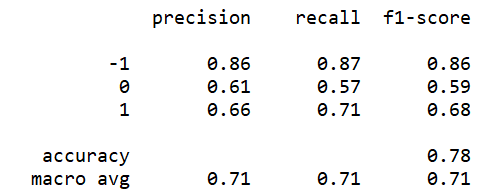 precision recall f1-score
-1 0.86 0.87 0.86
0 0.61 0.57 0.59
1 0.66 0.71 0.68
accuracy 0.78
macro avg 0.71 0.71 0.71